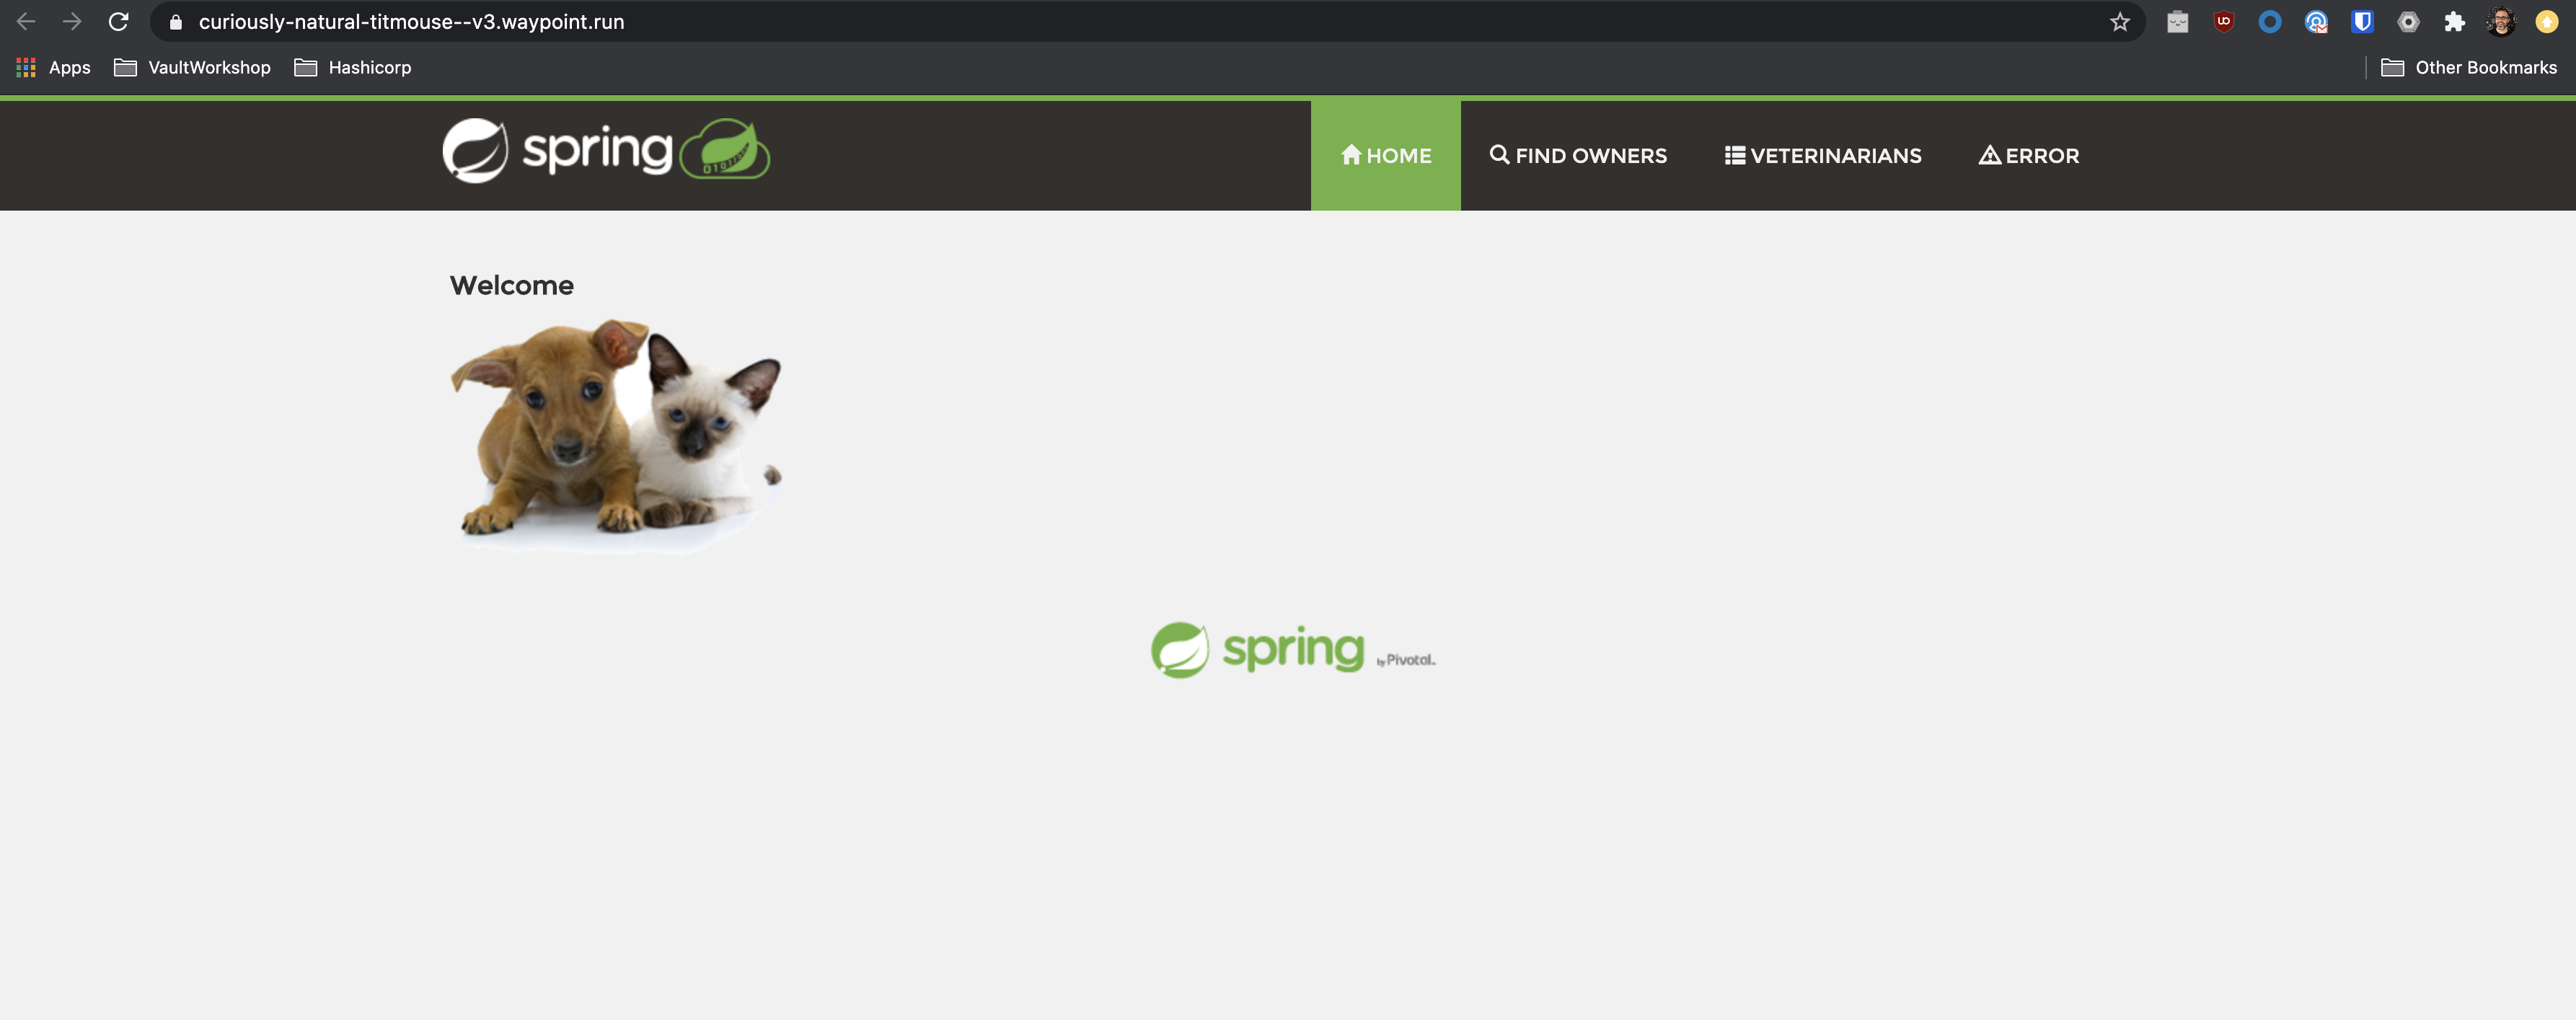 curiously-natural-titmouse--v3.waypoint.run
Apps VaultWorkshop Hashicorp Other Bookmarks
spring HOME FIND OWNERS VETERINARIANS ERROR
Welcome
spring by Pivotal.